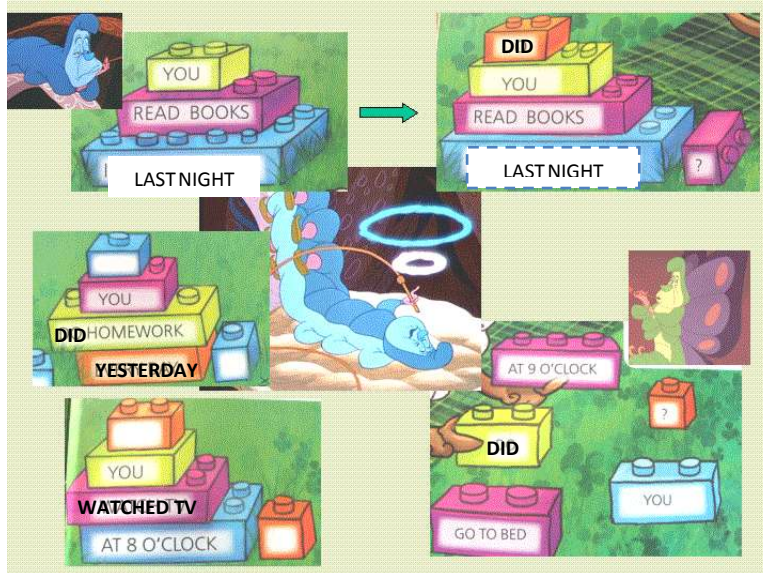 YOU
READ BOOKS
LAST NIGHT
DID
YOU
READ BOOKS
LAST NIGHT
?
YOU
DID HOMEWORK
YESTERDAY
YOU
WATCHED TV
AT 8 O'CLOCK
AT 9 O'CLOCK
?
DID
YOU
GO TO BED